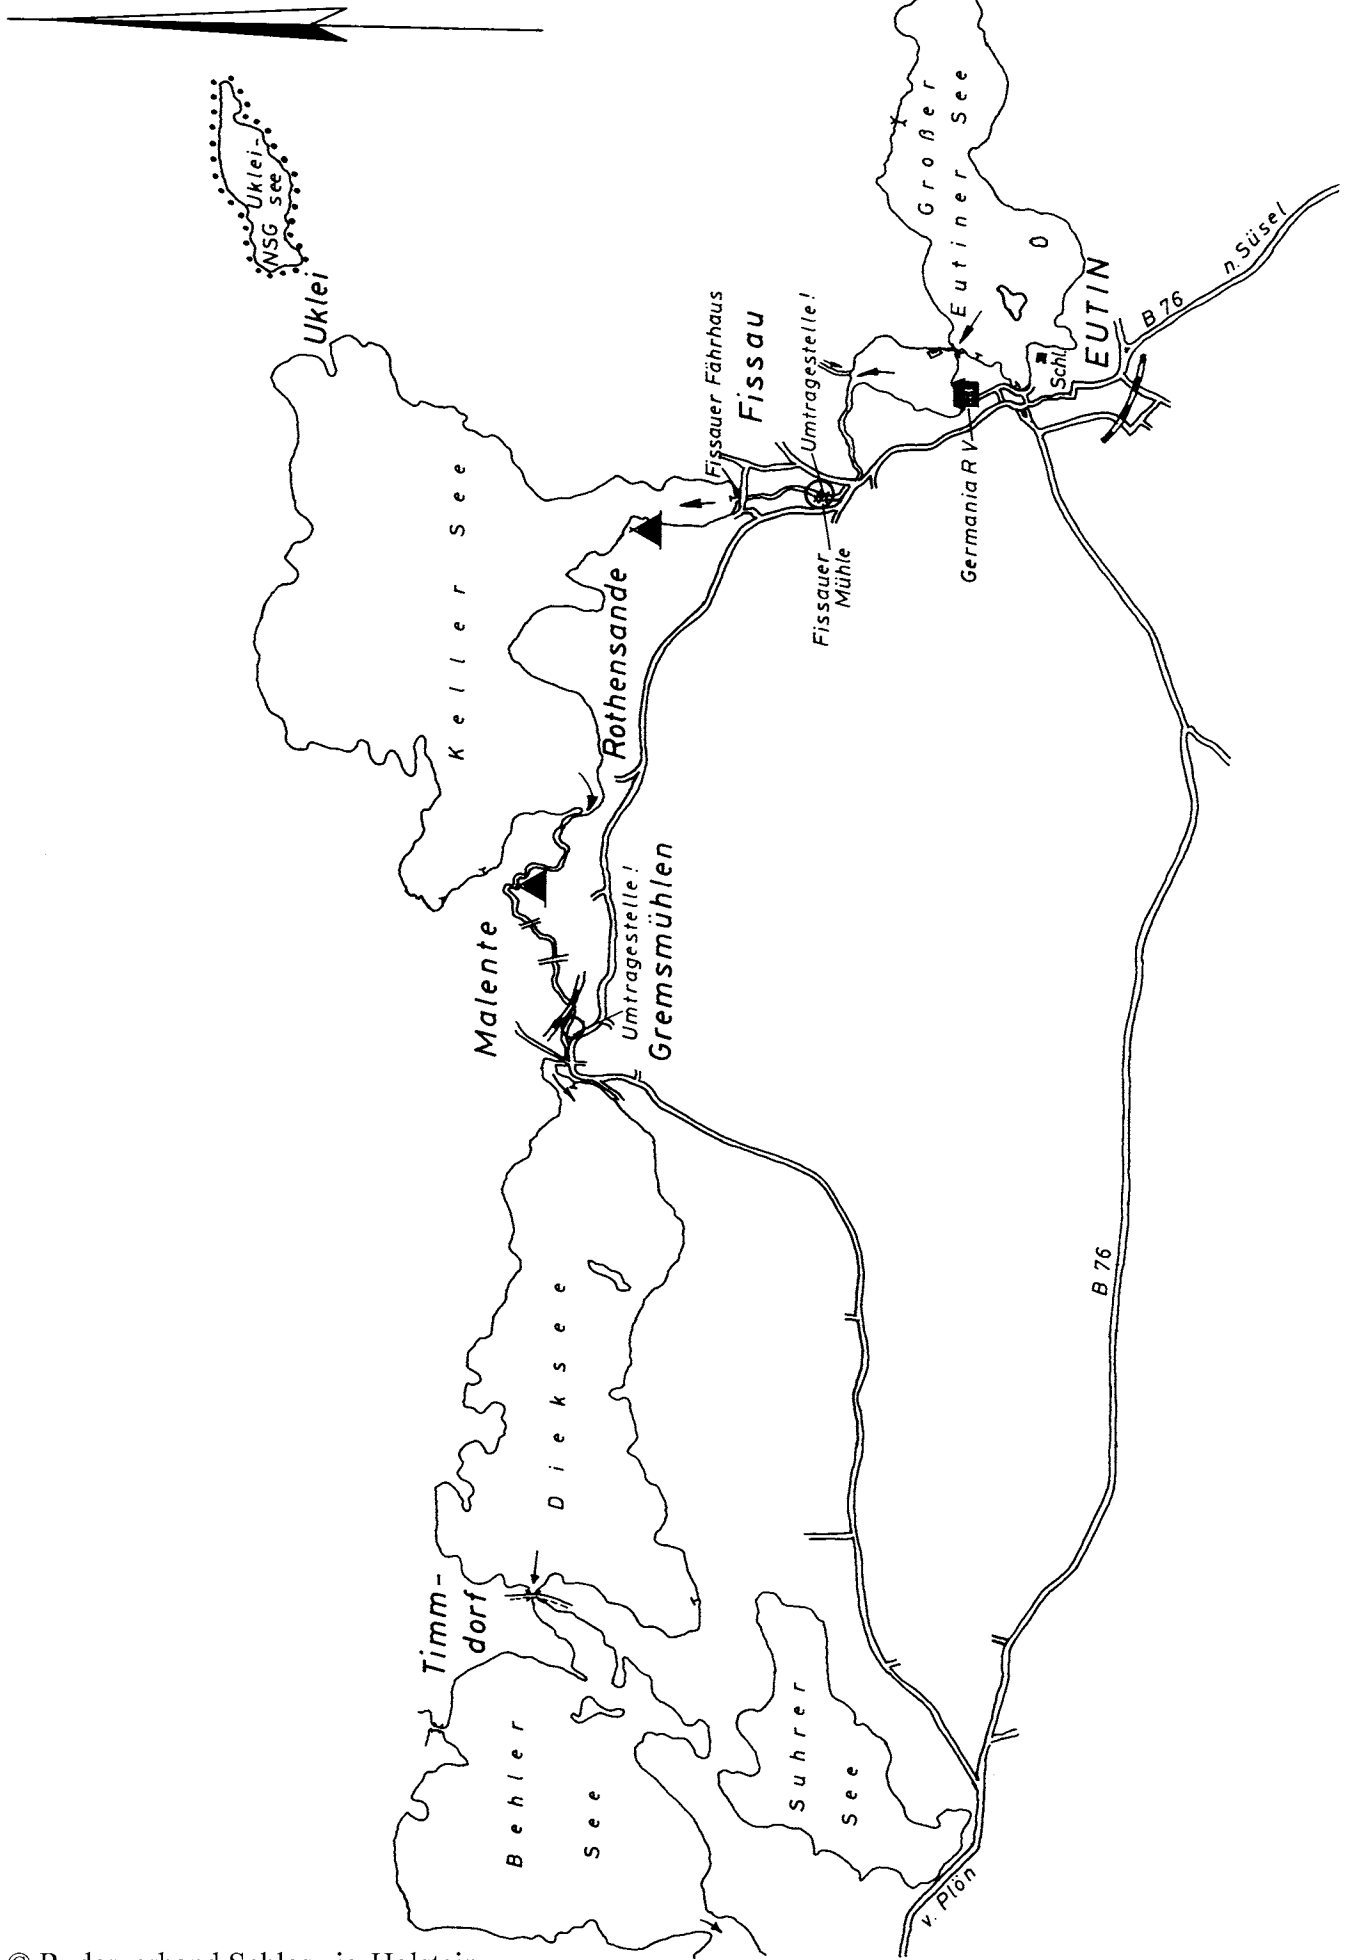 Uklei-
NSG see
Uklei
Großer
Eutiner See
EUTIN
Schl.
B 76
n. Süsel
Fissauer Fährhaus
Fissau
Umtragestelle!
Germania RV
Fissauer
Mühle
Keller See
Rothensande
Malente
Umtragestelle!
Gremsmühlen
Dieksee
B 76
Timm-
dorf
Behler
See
Suhrer
See
v. Plön